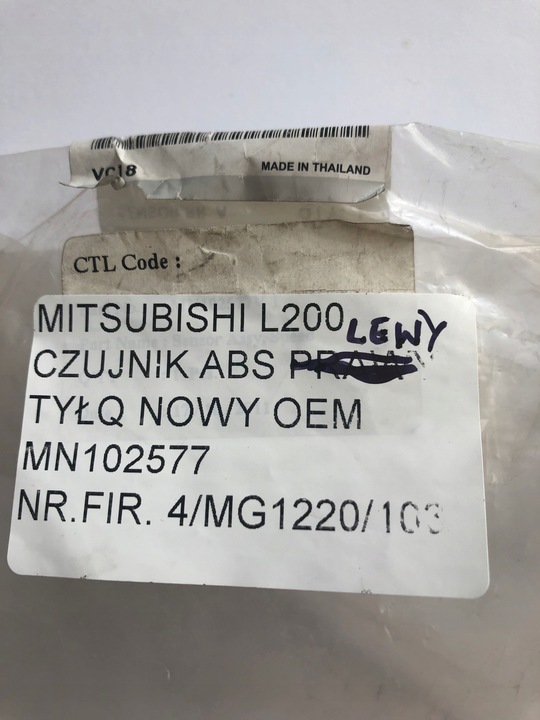 VC18 MADE IN THAILAND
CTL Code :
MITSUBISHI L200 LEWY
CZUJNIK ABS PRAWY
TYŁQ NOWY OEM
MN102577
NR.FIR. 4/MG1220/103